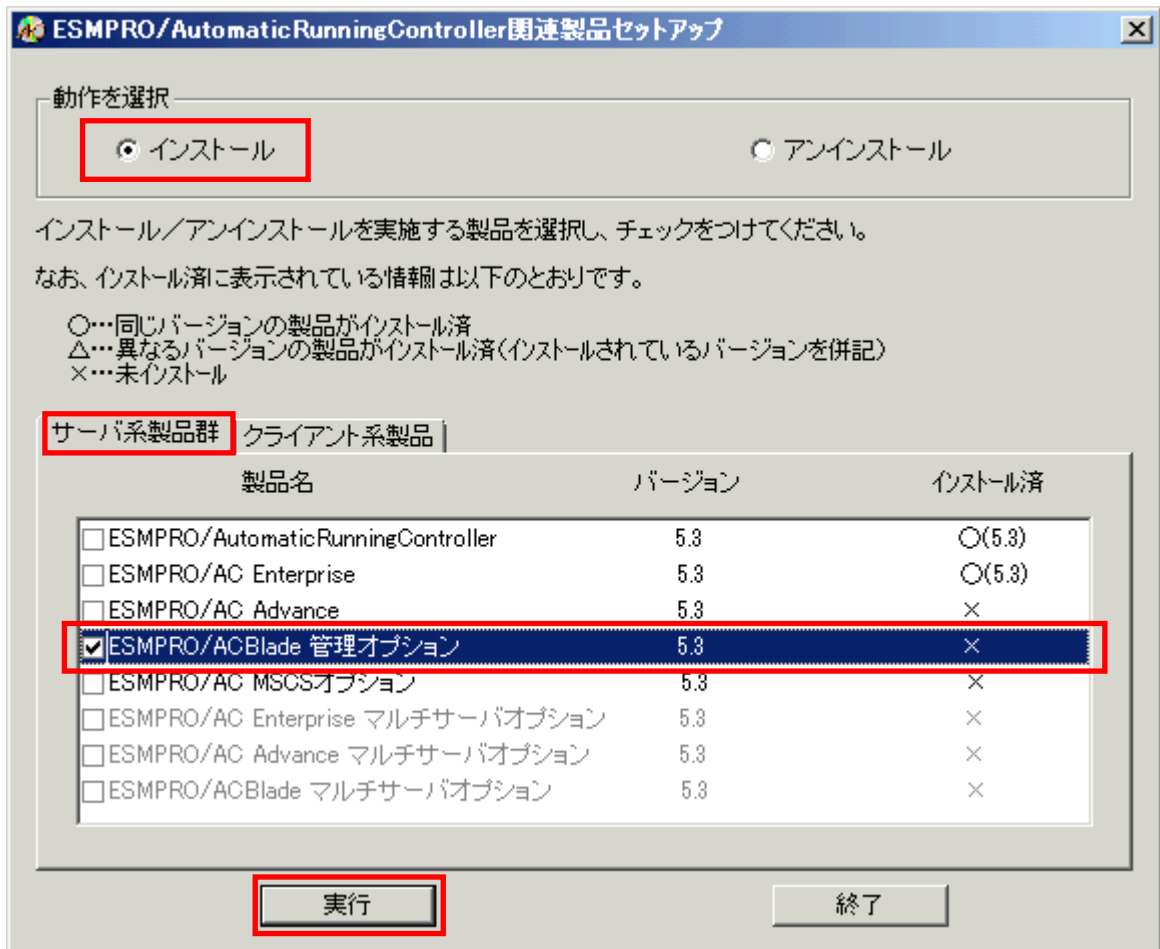 ESMPRO/AutomaticRunningController関連製品セットアップ
動作を選択
インストール アンインストール
インストール／アンインストールを実施する製品を選択し、チェックをつけてください。
なお、インストール済に表示されている情報は以下のとおりです。
○…同じバージョンの製品がインストール済
△…異なるバージョンの製品がインストール済(インストールされているバージョンを併記)
×…未インストール
サーバ系製品群 クライアント系製品
製品名 バージョン インストール済
ESMPRO/AutomaticRunningController 5.3 ○(5.3)
ESMPRO/AC Enterprise 5.3 ○(5.3)
ESMPRO/AC Advance 5.3 ×
ESMPRO/ACBlade 管理オプション 5.3 ×
ESMPRO/AC MSCSオプション 5.3 ×
ESMPRO/AC Enterprise マルチサーバオプション 5.3 ×
ESMPRO/AC Advance マルチサーバオプション 5.3 ×
ESMPRO/ACBlade マルチサーバオプション 5.3 ×
実行 終了